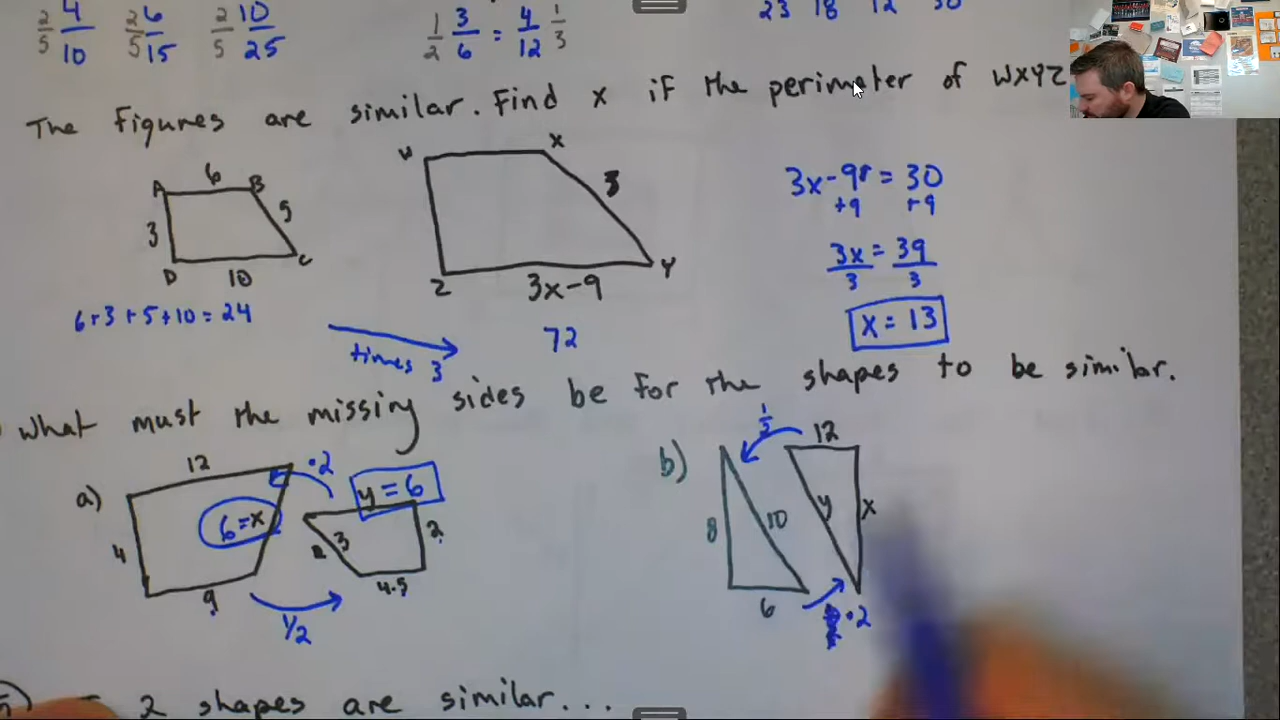 2/5 4/10 2/5 6/15 2/5 10/25 1/2 3/6 = 4/12 1/3 23 18 12 30
The figures are similar. Find x if the perimeter of WXYZ
A 6 B 5 C 10 D 3
W X 3 Y 3x-9 Z
6+3+5+10=24
times 3
72
3x-9 = 30
+9 +9
3x = 39
3 3
x = 13
What must the missing sides be for the shapes to be similar.
a) 12 4 9 6=x
·2
1/2
y = 6 3 2 4.5
b) 8 10 6
1/2
12 y x
·2
2 shapes are similar...